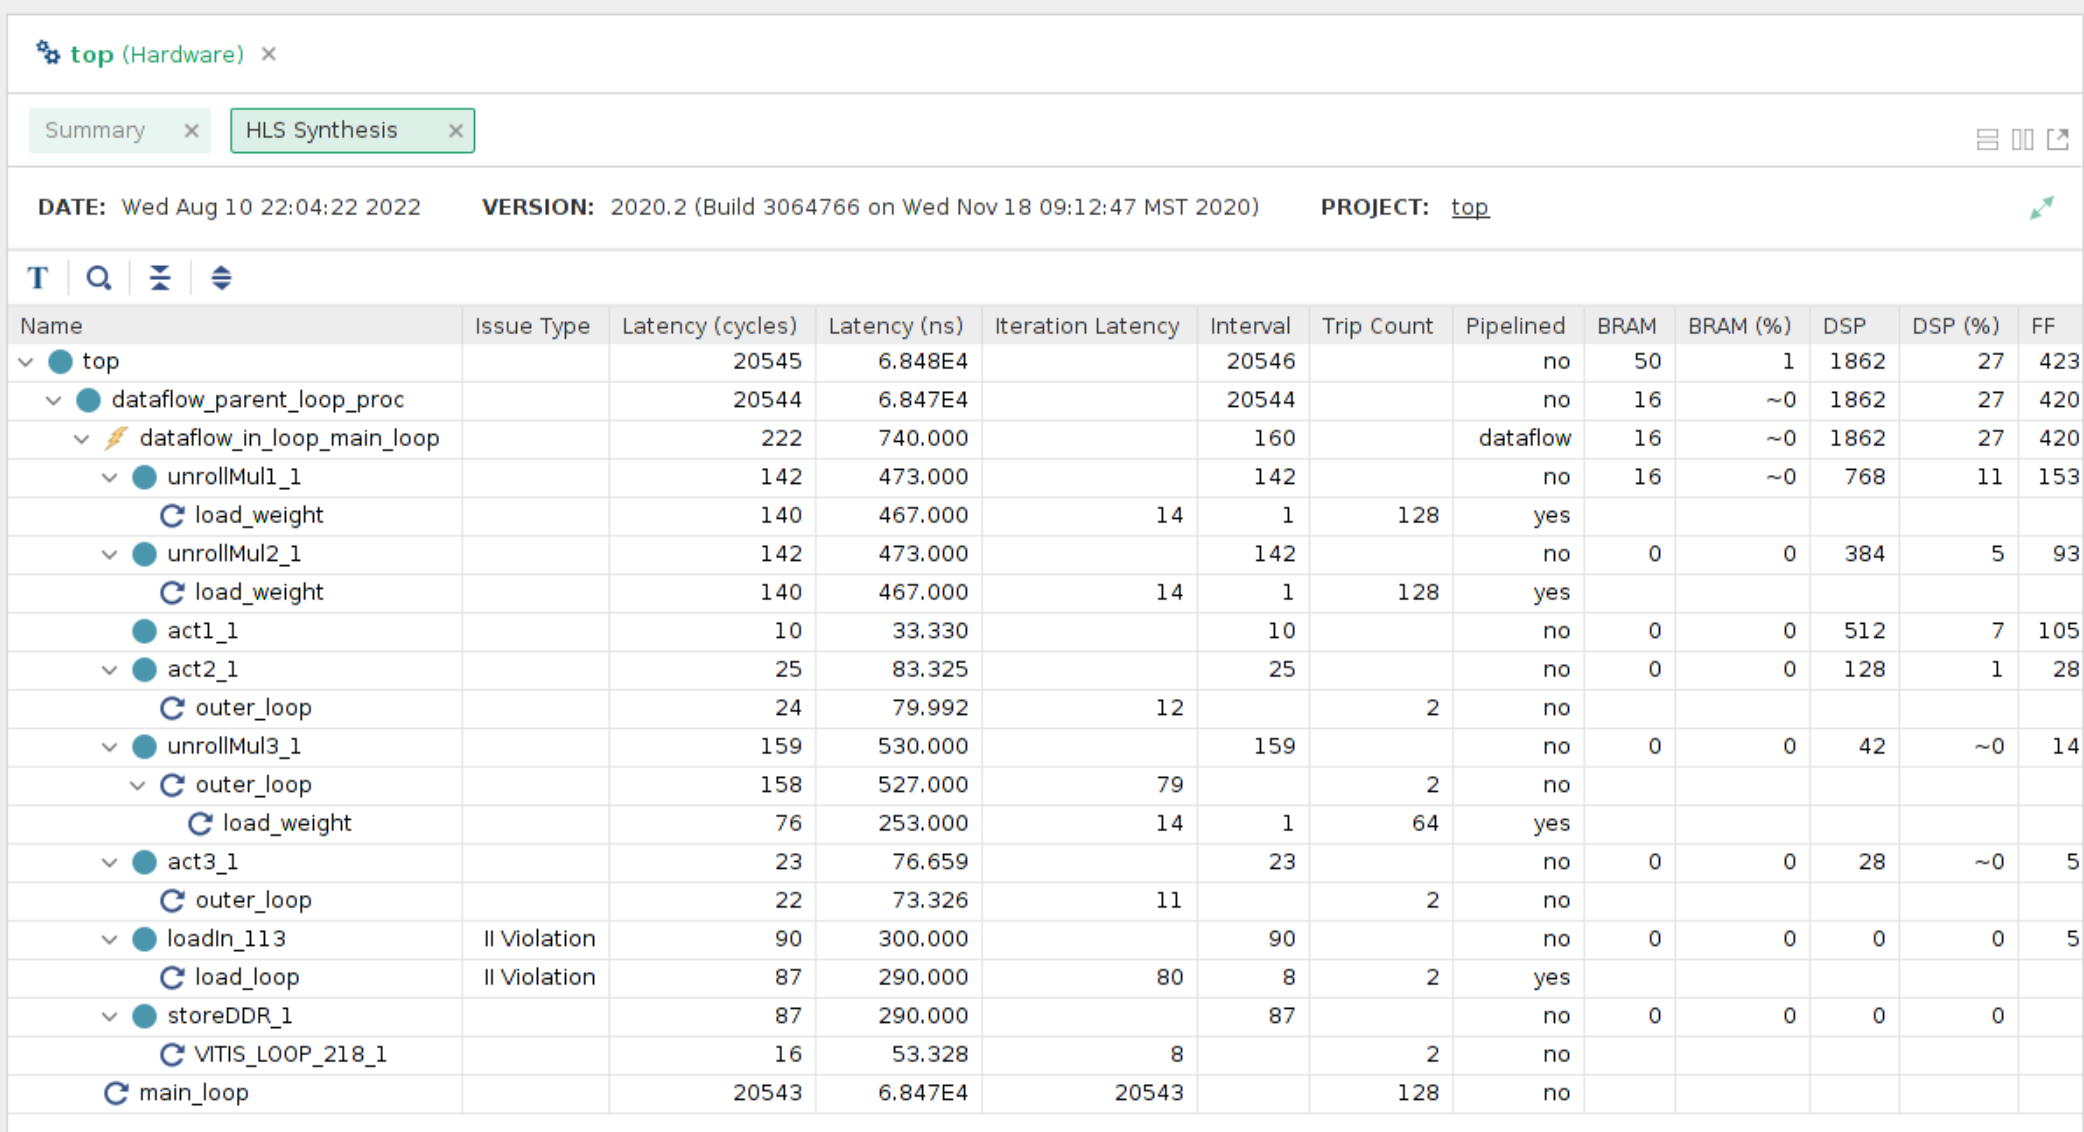 top (Hardware) ×
Summary × HLS Synthesis ×
DATE: Wed Aug 10 22:04:22 2022 VERSION: 2020.2 (Build 3064766 on Wed Nov 18 09:12:47 MST 2020) PROJECT: top
T
Name Issue Type Latency (cycles) Latency (ns) Iteration Latency Interval Trip Count Pipelined BRAM BRAM (%) DSP DSP (%) FF
top 20545 6.848E4 20546 no 50 1 1862 27 423
dataflow_parent_loop_proc 20544 6.847E4 20544 no 16 ~0 1862 27 420
dataflow_in_loop_main_loop 222 740.000 160 dataflow 16 ~0 1862 27 420
unrollMul1_1 142 473.000 142 no 16 ~0 768 11 153
load_weight 140 467.000 14 1 128 yes
unrollMul2_1 142 473.000 142 no 0 0 384 5 93
load_weight 140 467.000 14 1 128 yes
act1_1 10 33.330 10 no 0 0 512 7 105
act2_1 25 83.325 25 no 0 0 128 1 28
outer_loop 24 79.992 12 2 no
unrollMul3_1 159 530.000 159 no 0 0 42 ~0 14
outer_loop 158 527.000 79 2 no
load_weight 76 253.000 14 1 64 yes
act3_1 23 76.659 23 no 0 0 28 ~0 5
outer_loop 22 73.326 11 2 no
loadIn_113 II Violation 90 300.000 90 no 0 0 0 0 5
load_loop II Violation 87 290.000 80 8 2 yes
storeDDR_1 87 290.000 87 no 0 0 0 0
VITIS_LOOP_218_1 16 53.328 8 2 no
main_loop 20543 6.847E4 20543 128 no